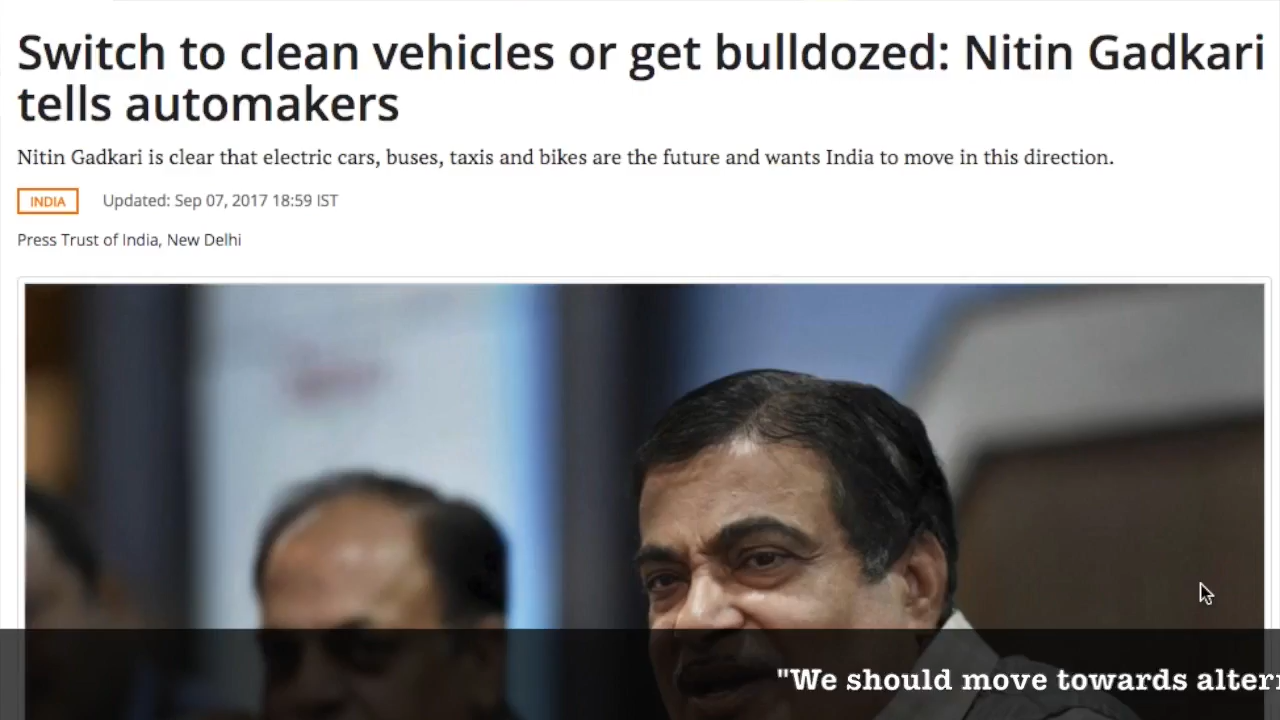 Switch to clean vehicles or get bulldozed: Nitin Gadkari
tells automakers
Nitin Gadkari is clear that electric cars, buses, taxis and bikes are the future and wants India to move in this direction.
INDIA
Updated: Sep 07, 2017 18:59 IST
Press Trust of India, New Delhi
"We should move towards